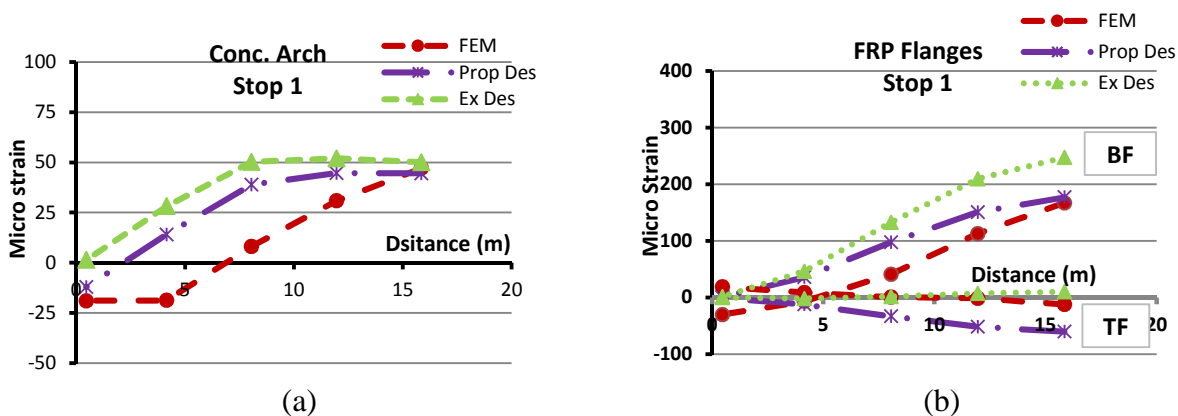 Conc. Arch
Stop 1
FEM
Prop Des
Ex Des
Micro strain
100
75
50
25
0
-25
-50
0
5
10
15
20
Dsitance (m)
(a)
FRP Flanges
Stop 1
FEM
Prop Des
Ex Des
Micro Strain
400
300
200
100
0
-100
0
5
10
15
20
Distance (m)
BF
TF
(b)